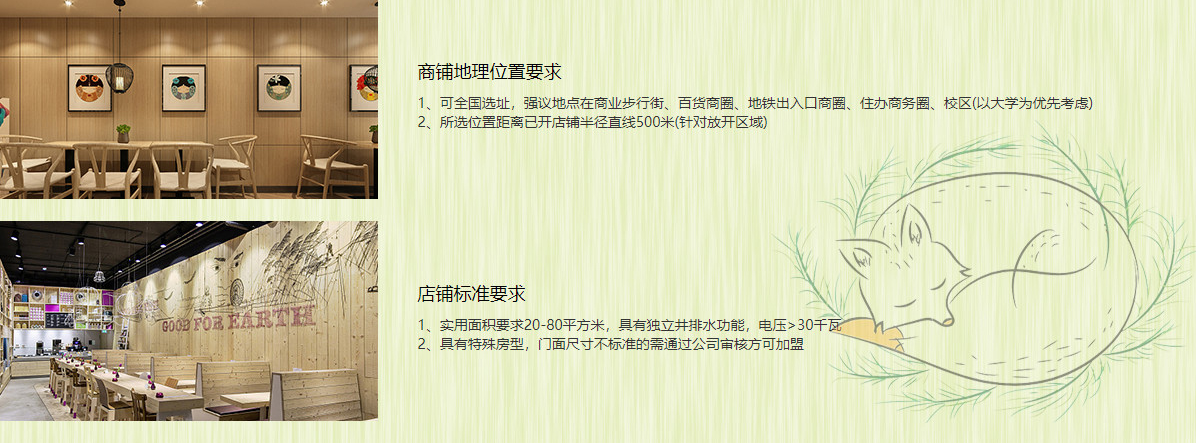 商铺地理位置要求
1、可全国选址，强议地点在商业步行街、百货商圈、地铁出入口商圈、住办商务圈、校区(以大学为优先考虑)
2、所选位置距离已开店铺半径直线500米(针对放开区域)
GOOD FOR EARTH
店铺标准要求
1、实用面积要求20-80平方米，具有独立井排水功能，电压>30千瓦
2、具有特殊房型，门面尺寸不标准的需通过公司审核方可加盟